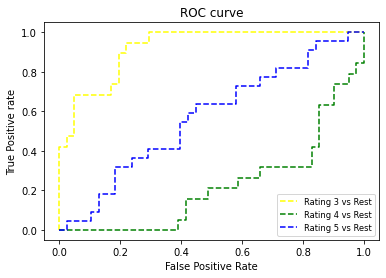 ROC curve
True Positive rate
1.0
0.8
0.6
0.4
0.2
0.0
Rating 3 vs Rest
Rating 4 vs Rest
Rating 5 vs Rest
0.0 0.2 0.4 0.6 0.8 1.0
False Positive Rate